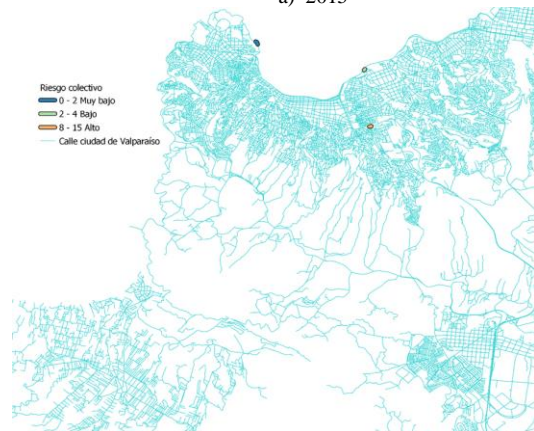 a) 2015
Riesgo colectivo
0 - 2 Muy bajo
2 - 4 Bajo
8 - 15 Alto
Calle ciudad de Valparaíso